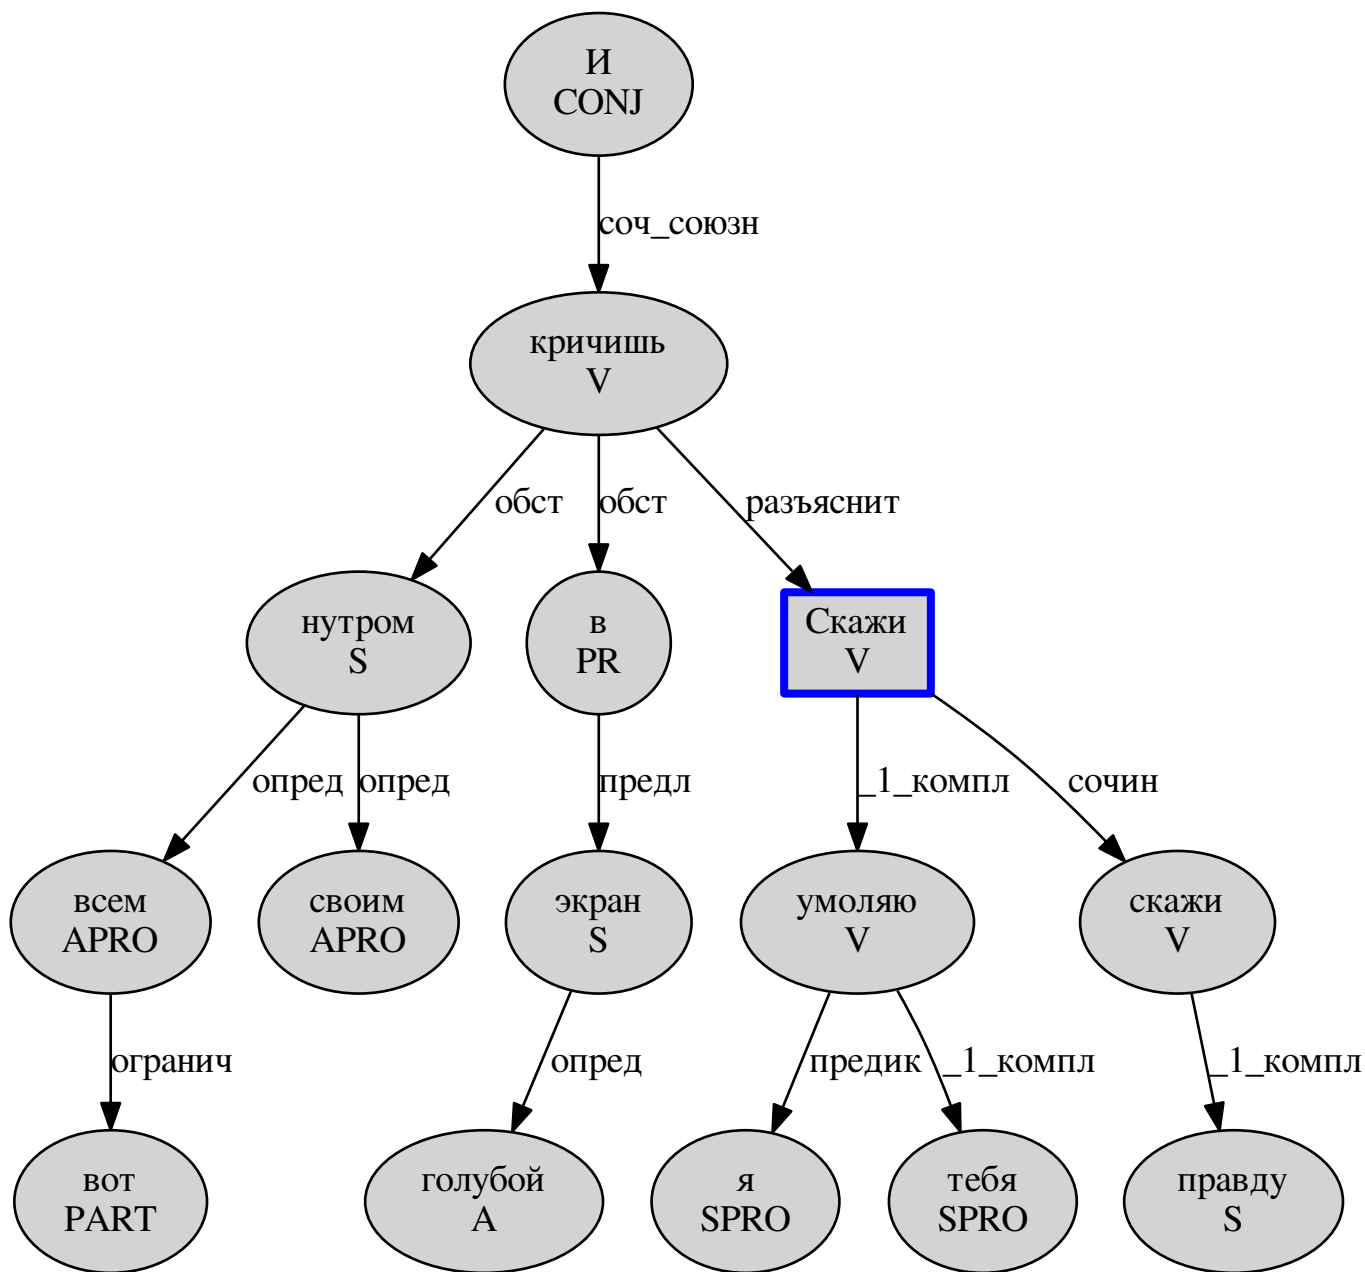 И
CONJ
соч_союзн
кричишь
V
обст
обст
разъяснит
нутром
S
в
PR
Скажи
V
опред
опред
предл
_1_компл
сочин
всем
APRO
своим
APRO
экран
S
умоляю
V
скажи
V
огранич
опред
предик
_1_компл
_1_компл
вот
PART
голубой
A
я
SPRO
тебя
SPRO
правду
S